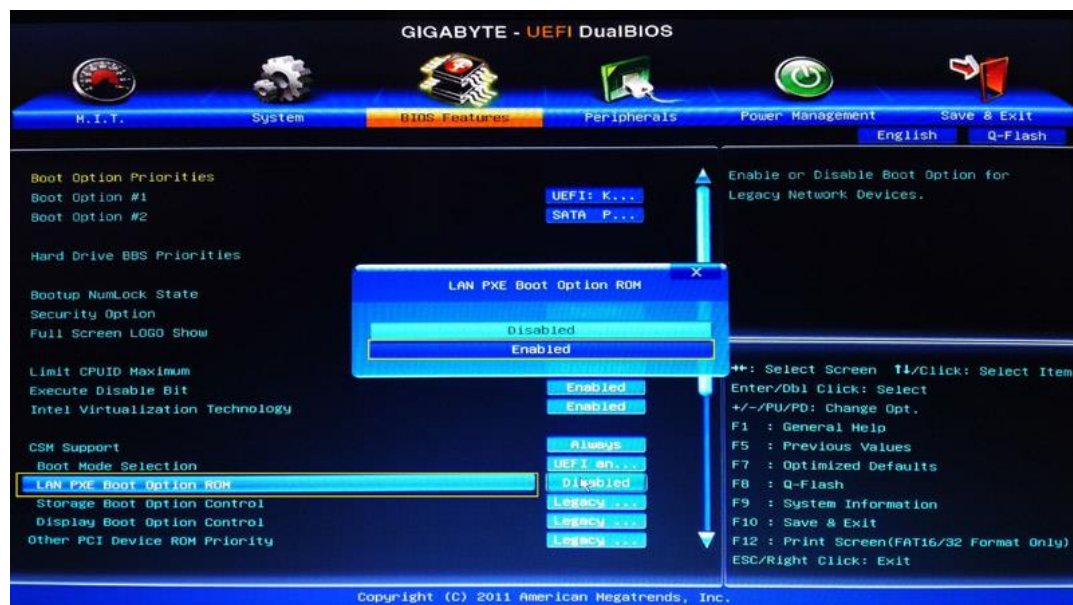 GIGABYTE - UEFI DualBIOS
M.I.T. System BIOS Features Peripherals Power Management Save & Exit
English Q-Flash
Boot Option Priorities
Boot Option #1 UEFI: K...
Boot Option #2 SATA P...
Hard Drive BBS Priorities
Bootup NumLock State
Security Option
Full Screen LOGO Show
Limit CPUID Maximum
Execute Disable Bit Enabled
Intel Virtualization Technology Enabled
CSM Support Always
Boot Mode Selection UEFI an...
LAN PXE Boot Option ROM Disabled
Storage Boot Option Control Legacy ...
Display Boot Option Control Legacy ...
Other PCI Device ROM Priority Legacy ...
LAN PXE Boot Option ROM X
Disabled
Enabled
Enable or Disable Boot Option for
Legacy Network Devices.
↔: Select Screen ↑↓/Click: Select Item
Enter/Dbl Click: Select
+/-/PU/PD: Change Opt.
F1 : General Help
F5 : Previous Values
F7 : Optimized Defaults
F8 : Q-Flash
F9 : System Information
F10 : Save & Exit
F12 : Print Screen(FAT16/32 Format Only)
ESC/Right Click: Exit
Copyright (C) 2011 American Megatrends, Inc.